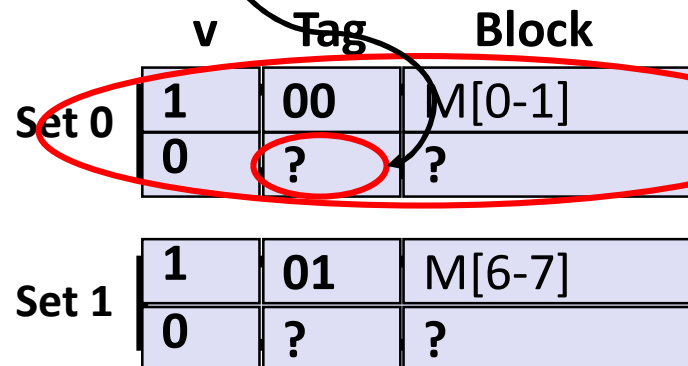 v Tag Block
Set 0 1 00 M[0-1]
0 ? ?
Set 1 1 01 M[6-7]
0 ? ?